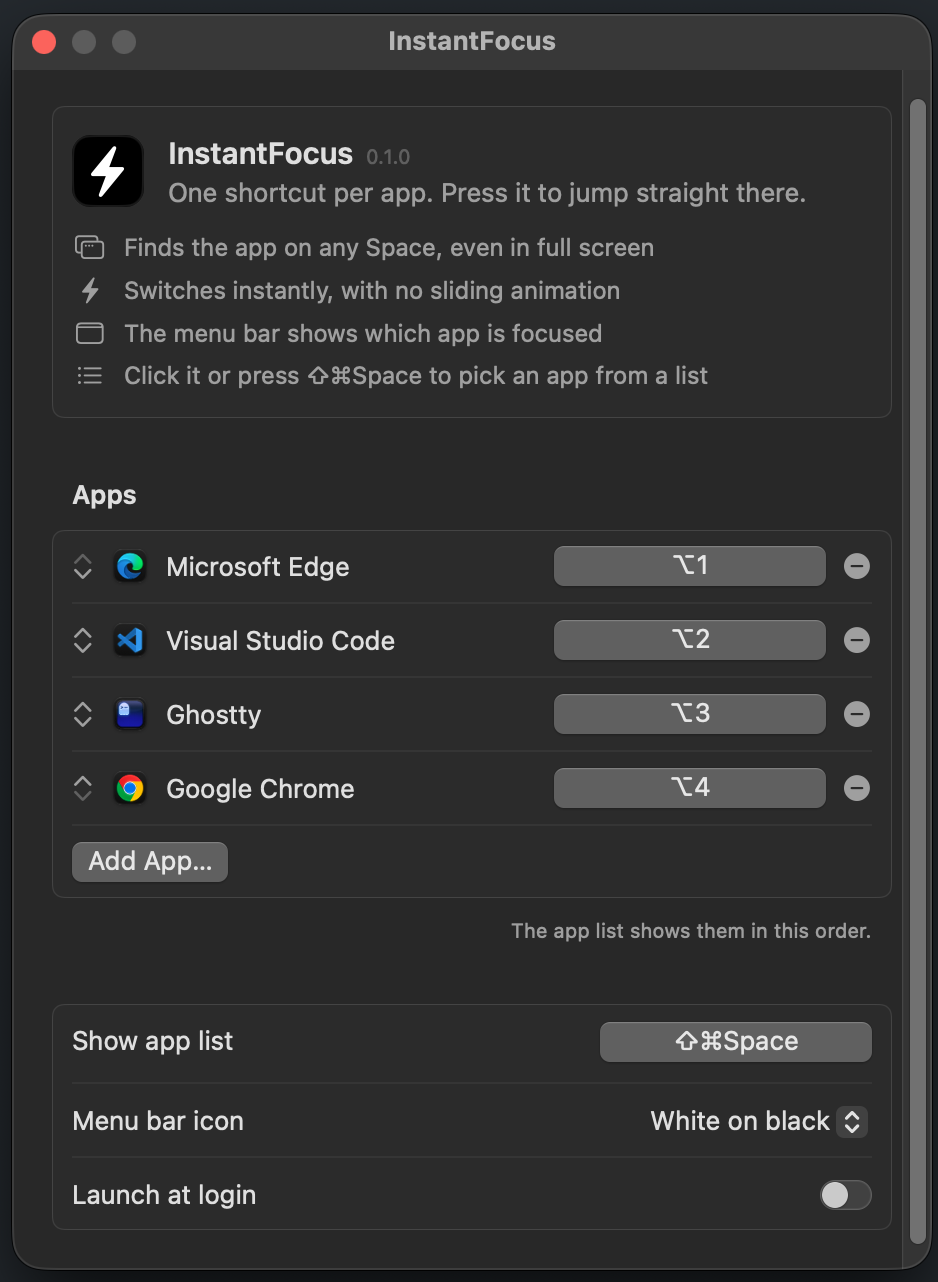 InstantFocus
InstantFocus 0.1.0
One shortcut per app. Press it to jump straight there.
Finds the app on any Space, even in full screen
Switches instantly, with no sliding animation
The menu bar shows which app is focused
Click it or press ⇧⌘Space to pick an app from a list
Apps
Microsoft Edge ⌥1
Visual Studio Code ⌥2
Ghostty ⌥3
Google Chrome ⌥4
Add App...
The app list shows them in this order.
Show app list ⇧⌘Space
Menu bar icon White on black
Launch at login